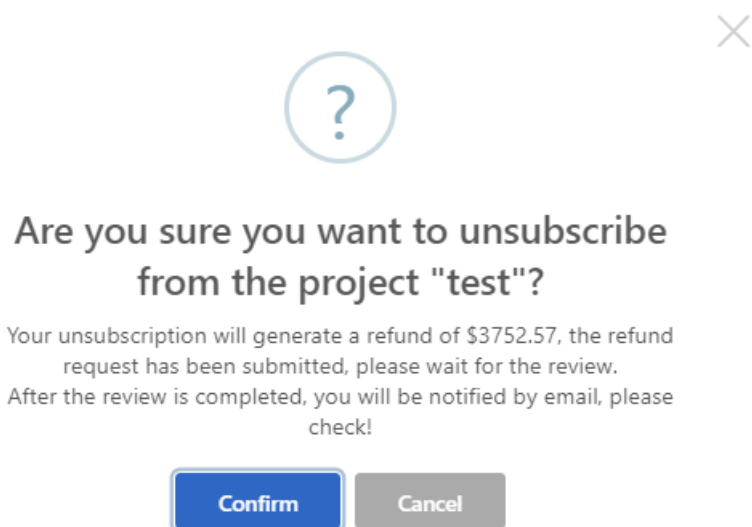 ?
Are you sure you want to unsubscribe
from the project "test"?
Your unsubscription will generate a refund of $3752.57, the refund
request has been submitted, please wait for the review.
After the review is completed, you will be notified by email, please
check!
Confirm Cancel